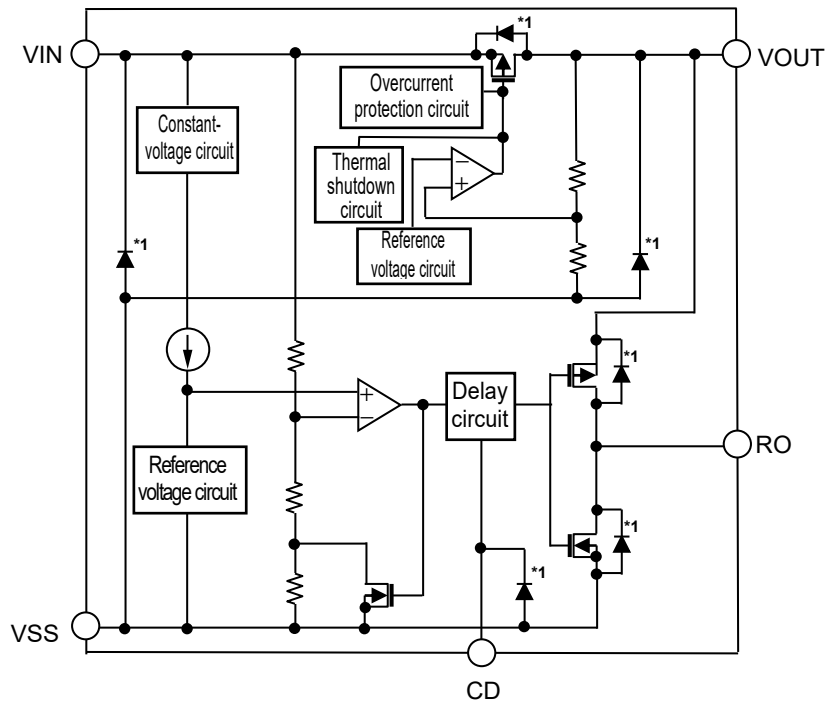 *1
VIN
VOUT
Overcurrent
protection circuit
Constant-
voltage circuit
Thermal
shutdown
circuit
−
+
*1
Reference
voltage circuit
*1
*1
+
−
Delay
circuit
RO
Reference
voltage circuit
*1
*1
VSS
CD